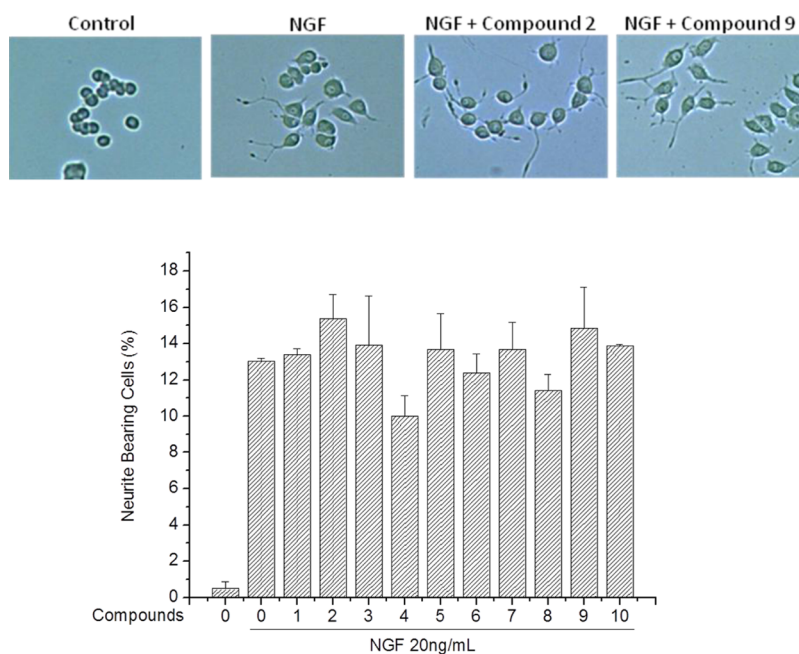 Control
NGF
NGF + Compound 2
NGF + Compound 9
18
16
14
12
10
8
6
4
2
0
Neurite Bearing Cells (%)
Compounds 0 0 1 2 3 4 5 6 7 8 9 10
NGF 20ng/mL